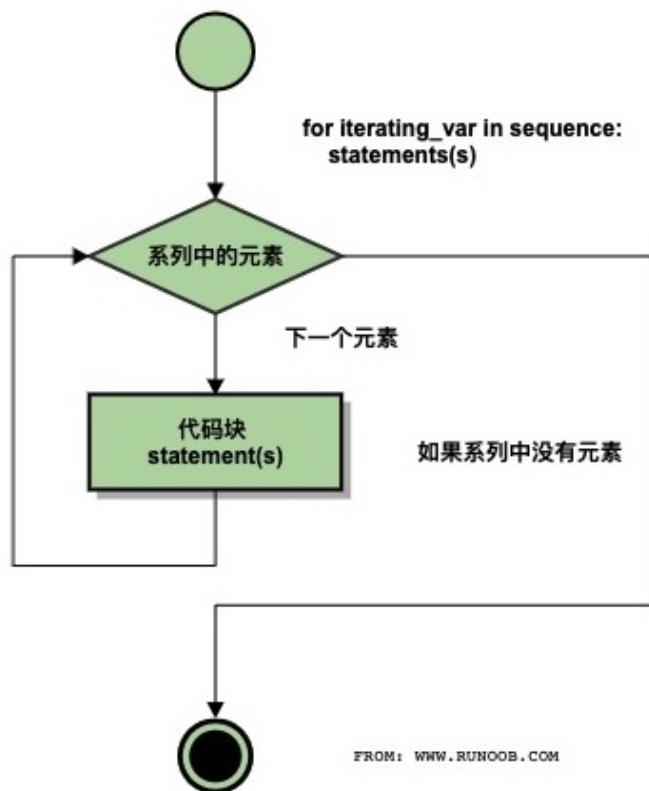 for iterating_var in sequence:
statements(s)
系列中的元素
下一个元素
代码块
statement(s)
如果系列中没有元素
FROM: WWW.RUNOOB.COM